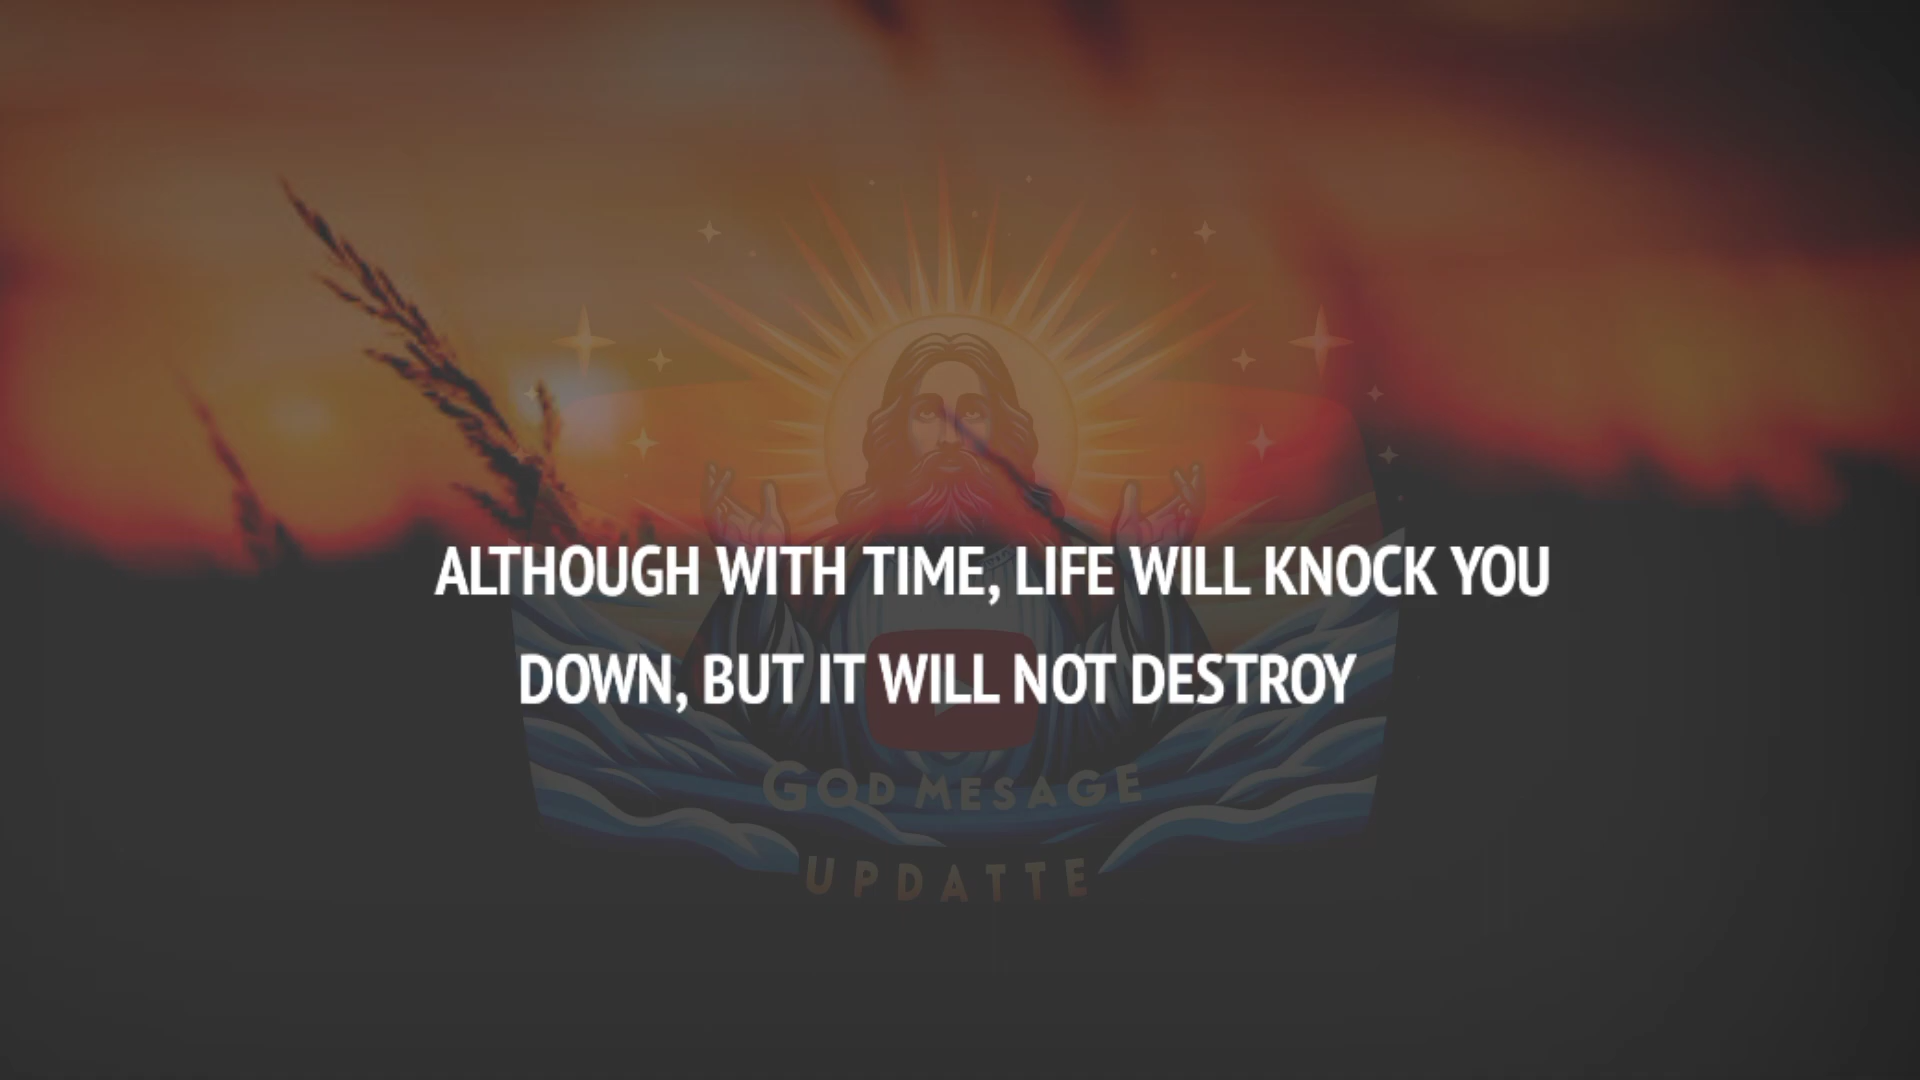 ALTHOUGH WITH TIME, LIFE WILL KNOCK YOU
DOWN, BUT IT WILL NOT DESTROY
GOD MESAGE
UPDATTE